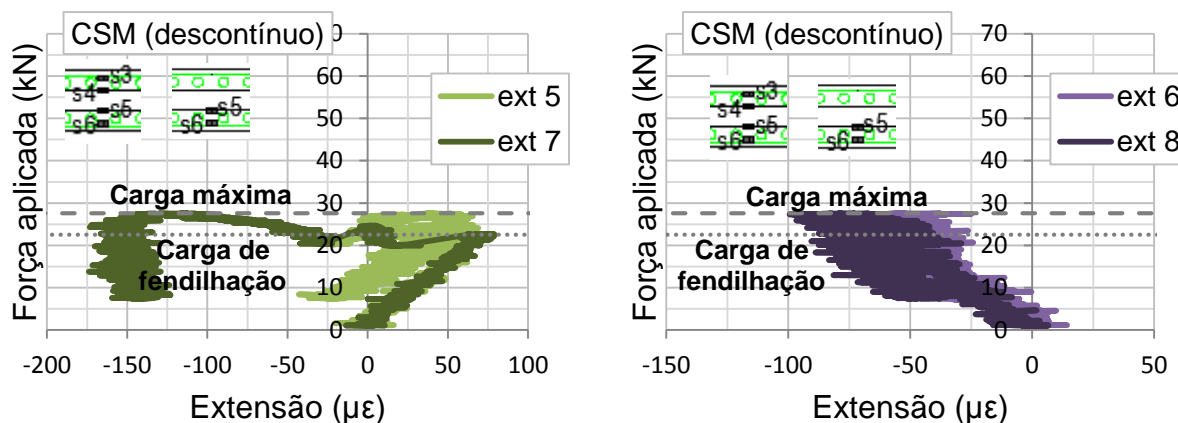 CSM (descontínuo)
s3
s4
s5
s6
s5
s6
ext 5
ext 7
Carga máxima
Carga de
fendilhação
Força aplicada (kN)
70
60
50
40
30
20
10
0
-200 -150 -100 -50 0 50 100
Extensão (με)
CSM (descontínuo)
s3
s4
s5
s6
s5
s6
ext 6
ext 8
Carga máxima
Carga de
fendilhação
Força aplicada (kN)
70
60
50
40
30
20
10
0
-150 -100 -50 0 50
Extensão (με)